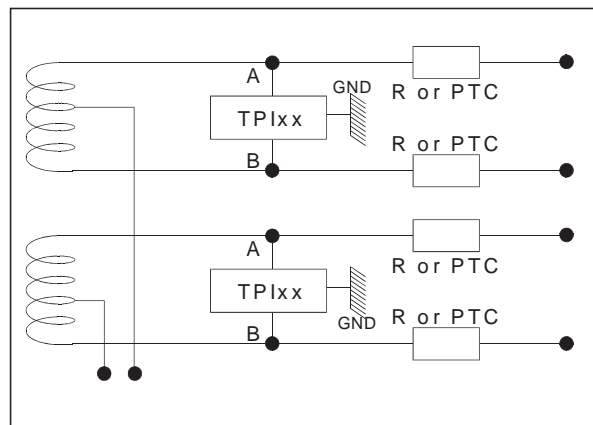 A
GND
TPIxx
R or PTC
B
R or PTC
A
TPIxx
R or PTC
GND
B
R or PTC